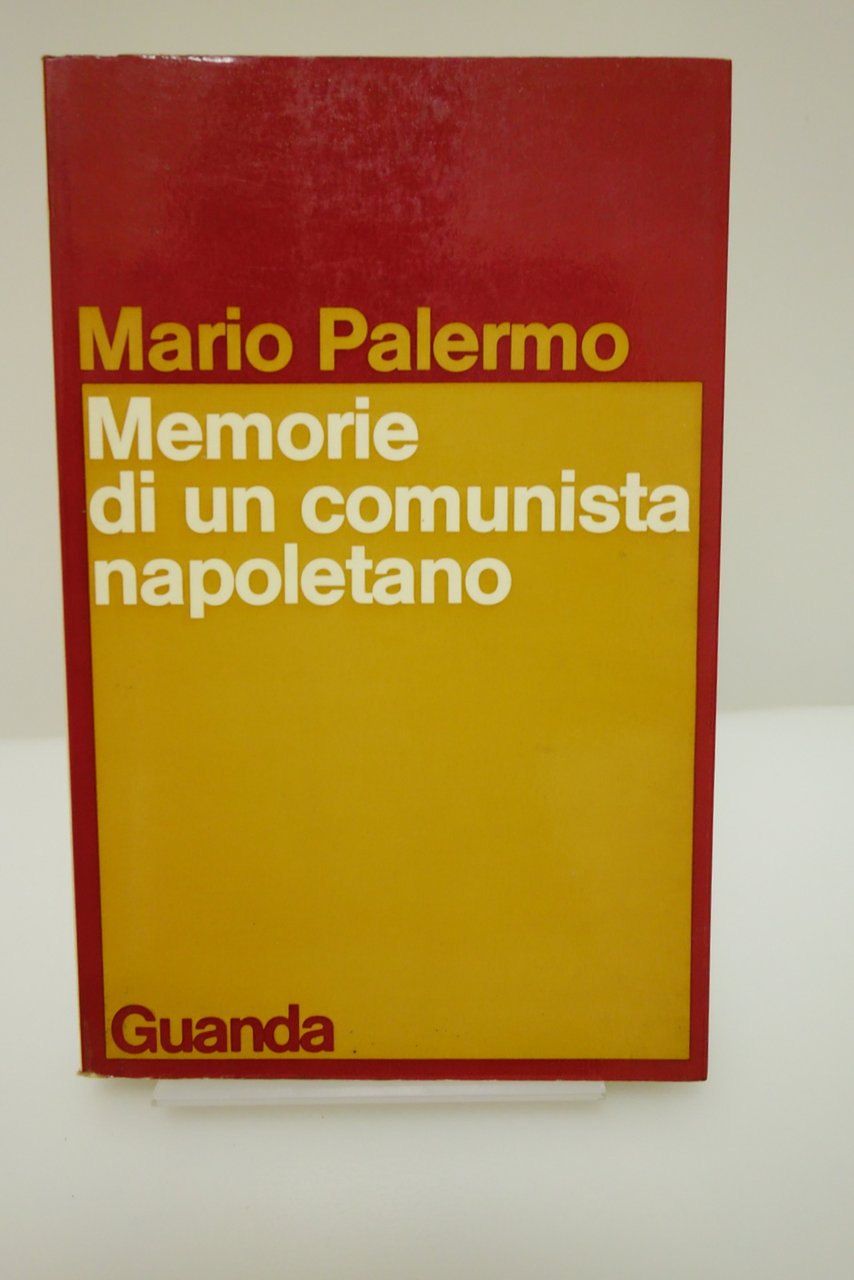 Mario Palermo
Memorie
di un comunista
napoletano
Guanda